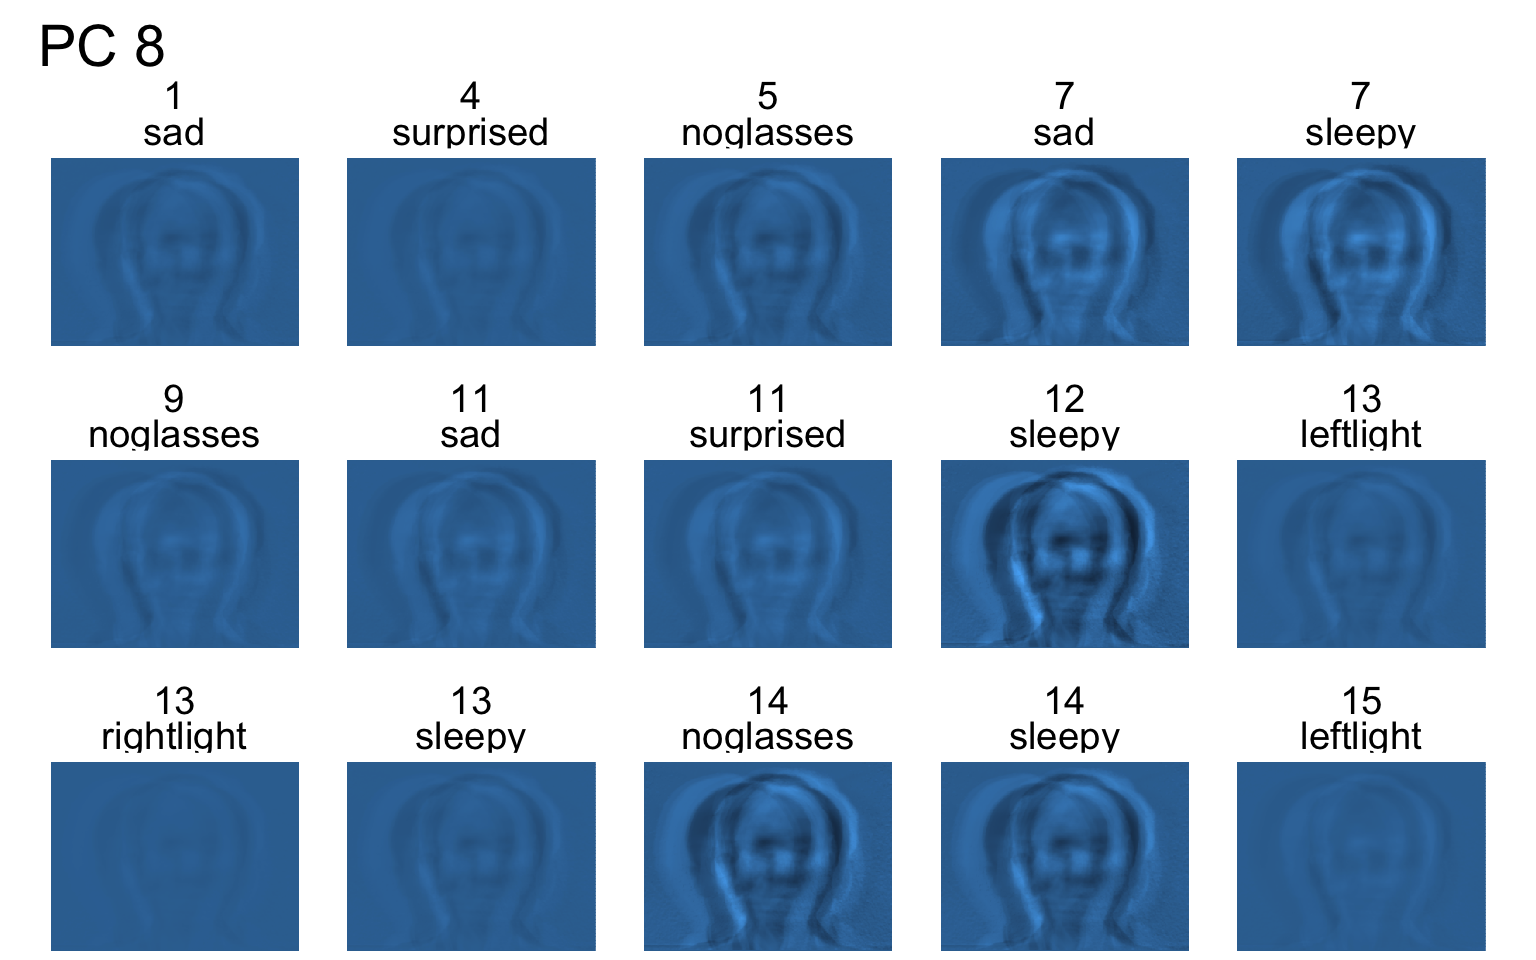 PC 8
1 4 5 7 7
sad surprised noglasses sad sleepy
9 11 11 12 13
noglasses sad surprised sleepy leftlight
13 13 14 14 15
rightlight sleepy noglasses sleepy leftlight